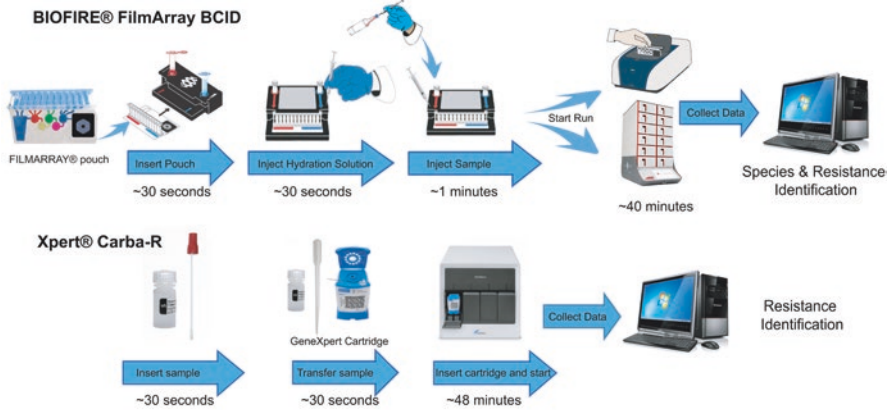 BIOFIRE® FilmArray BCID
FILMARRAY® pouch
Insert Pouch
~30 seconds
Inject Hydration Solution
~30 seconds
Inject Sample
~1 minutes
Start Run
~40 minutes
Collect Data
Species & Resistance
Identification
Xpert® Carba-R
Insert sample
~30 seconds
GeneXpert Cartridge
Transfer sample
~30 seconds
Insert cartridge and start
~48 minutes
Collect Data
Resistance
Identification